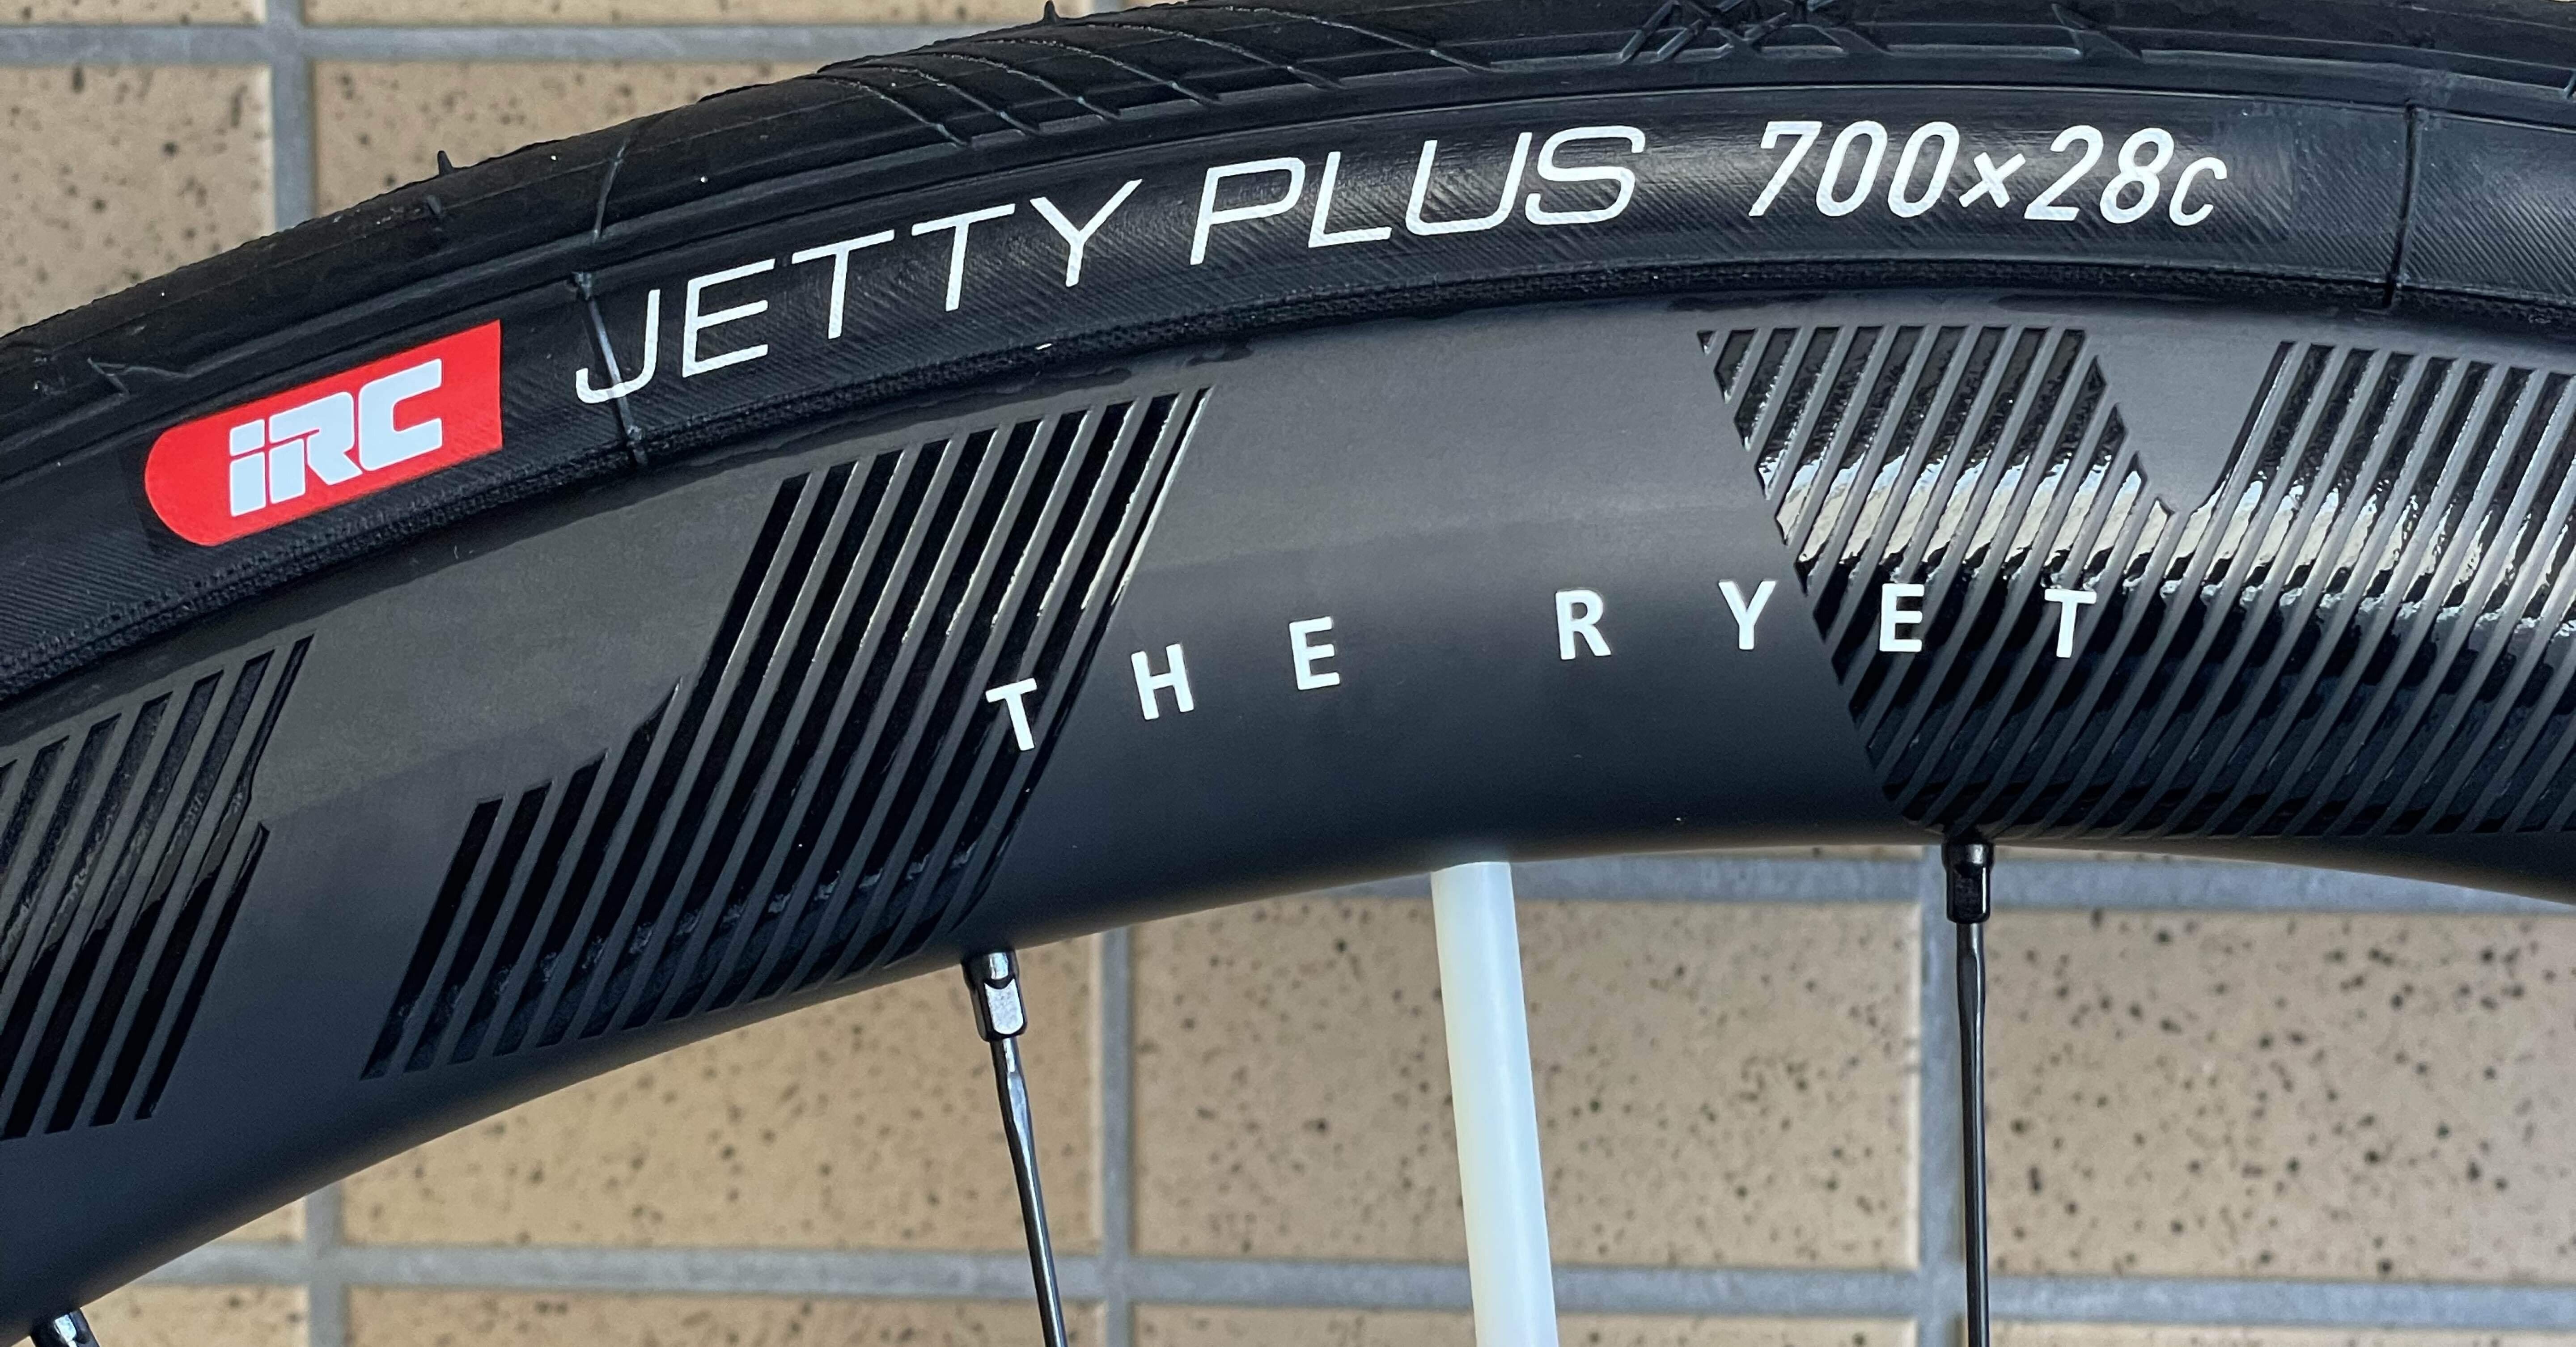 iRC JETTY PLUS 700×28c
THE RYET